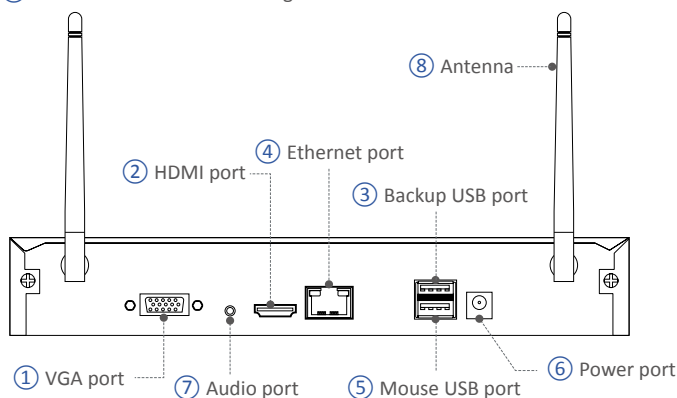 ⑧ Antenna
④ Ethernet port
② HDMI port
③ Backup USB port
① VGA port
⑦ Audio port
⑤ Mouse USB port
⑥ Power port